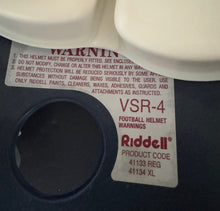 WARNIN
1. THIS HELMET MUST BE PROPERLY FITTED. SEE ENCLOSED
DO NOT MODIFY, ADD OR
CHANGE OR ALTER THIS HELMET IN ANY WAY
HELMET PROTECTION WILL BE REDUCED SERIOUSLY BY SOME
SUBSTANCES WITHOUT DAMAGE BEING VISIBLE TO THE USER
ONLY RIDDELL PAINTS, CLEANERS, WAXES, ADHESIVES, GUARDS AND
ATTACHMENTS AS INSTRUCTED.
VSR-4
FOOTBALL HELMET
WARNINGS
Riddell
PRODUCT CODE
41133 REG
41134 XL